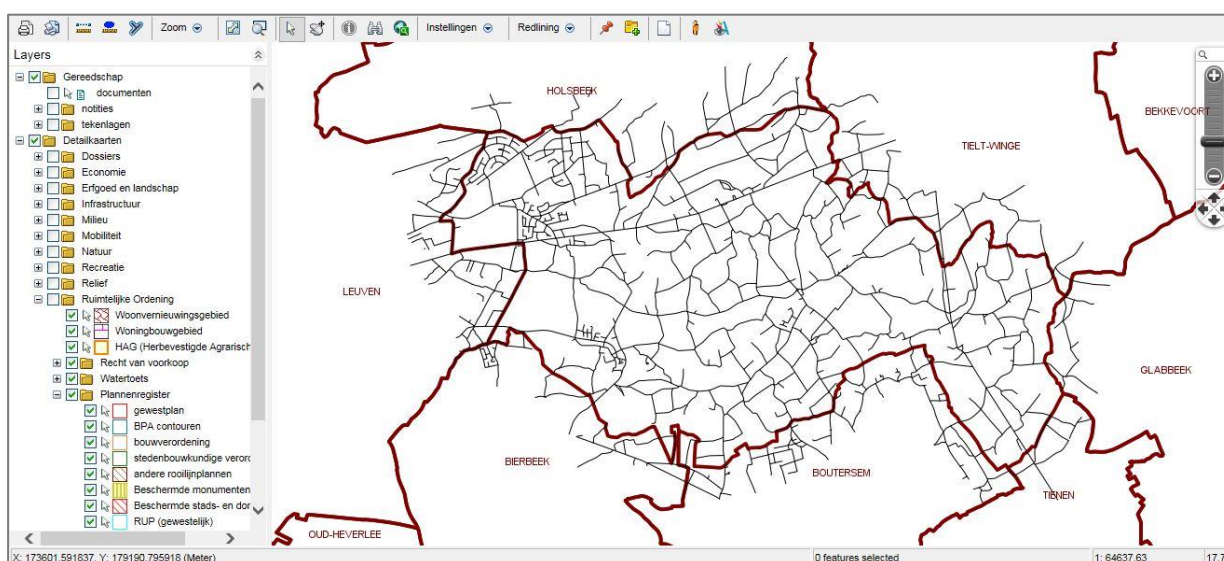 Zoom Instellingen Redlining
Layers
Gereedschap
documenten
notities
tekenlagen
Detailkaarten
Dossiers
Economie
Erfgoed en landschap
Infrastructuur
Milieu
Mobiliteit
Natuur
Recreatie
Relief
Ruimtelijke Ordening
Woonvernieuwingsgebied
Woningbouwgebied
HAG (Herbevestigde Agrarisch
Recht van voorkoop
Watertoets
Plannenregister
gewestplan
BPA contouren
bouwverordening
stedenbouwkundige veror
andere rooilijnplannen
Beschermde monumenten
Beschermde stads- en dor
RUP (gewestelijk)
HOLSBEEK
BEKKEVOORT
TIELT-WINGE
LEUVEN
GLABBEEK
BIERBEEK
BOUTERSEM
TIENEN
OUD-HEVERLEE
X: 173601.591837, Y: 179190.795918 (Meter) 0 features selected 1: 64637.63 17.7